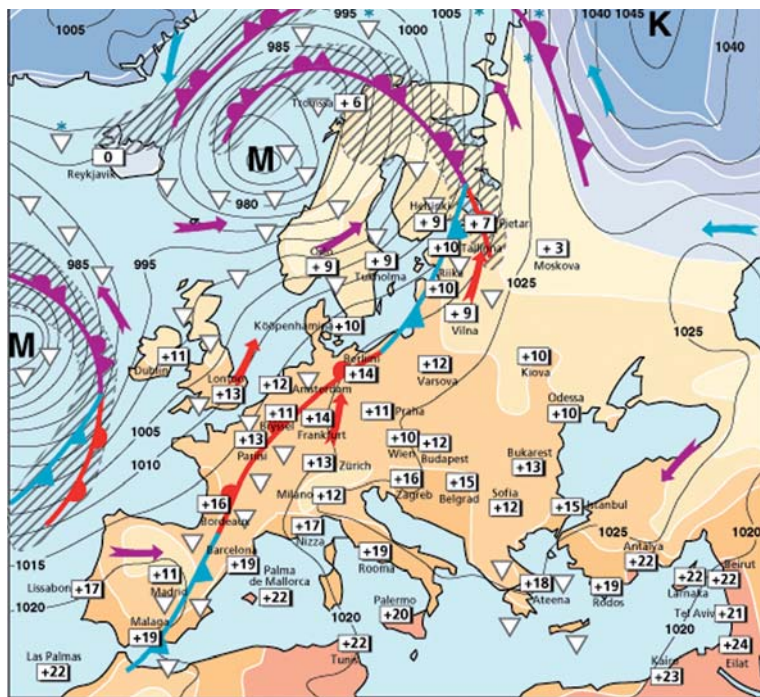 1005
995
1005
1040
1045
1000
985
K
1040
Tromssa
+6
0
Reykjavik
M
980
Helsinki
+9
+7
Pietari
985
995
Oslo
+9
+9
Tukholma
+10
Tallinna
Riika
+10
+3
Moskova
1025
M
+9
Vilna
1025
Kööpenhamina
+10
+11
Dublin
Lontoo
+13
Berliini
+14
+12
Amsterdam
+12
Varsova
+10
Kiova
+11
Bryssel
+14
Frankfurt
+11
Praha
Odessa
+10
1005
+13
Pariisi
+10
Wien
+12
Budapest
1010
+13
Zürich
Bukarest
+13
Milano
+12
+16
Zagreb
+15
Belgrad
Sofia
+12
+15
Istanbul
+16
Bordeaux
+17
Nizza
1025
1020
1015
Barcelona
+19
+19
Rooma
Antalya
+22
Beirut
+22
Lissabon
+17
+11
Madrid
Palma
de Mallorca
+22
+18
Ateena
+19
Rodos
+22
Larnaka
1020
Palermo
+20
Tel Aviv
+21
Malaga
+19
1020
+22
Tunis
1020
+24
Eilat
Las Palmas
+22
Kairo
+23